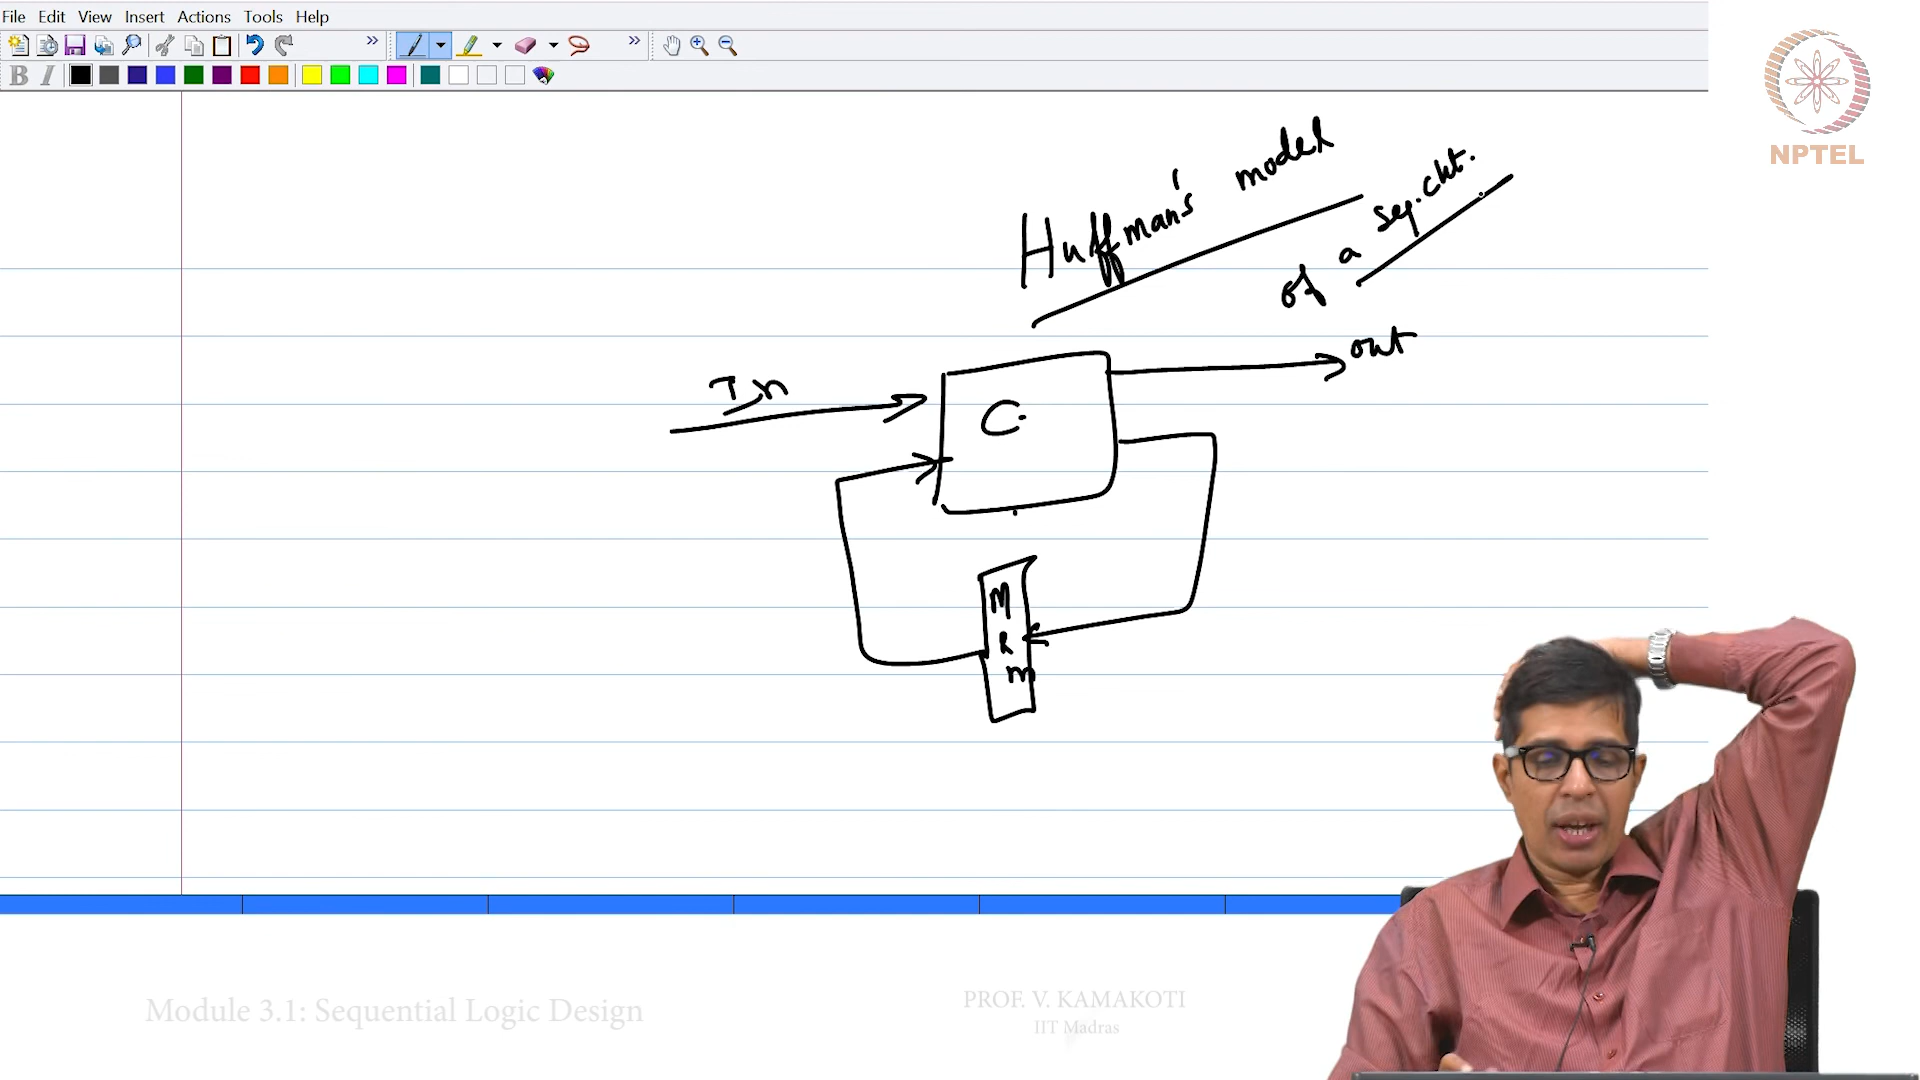 File Edit View Insert Actions Tools Help
B I
NPTEL
Huffman's model
of a seq. ckt.
In
out
C
M
R
m
Module 3.1: Sequential Logic Design
PROF. V. KAMAKOTI
IIT Madras